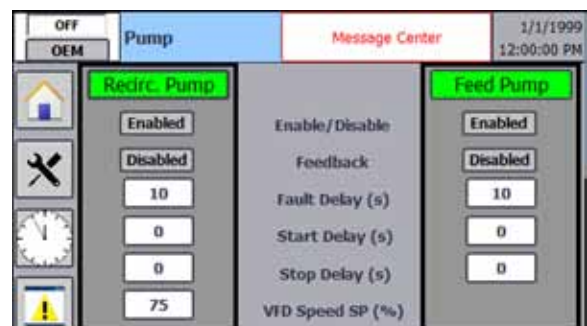 OFF
OEM
Pump
Message Center
1/1/1999
12:00:00 PM
Recirc. Pump
Feed Pump
Enabled
Enable/Disable
Enabled
Disabled
Feedback
Disabled
10
Fault Delay (s)
10
0
Start Delay (s)
0
0
Stop Delay (s)
0
75
VFD Speed SP (%)